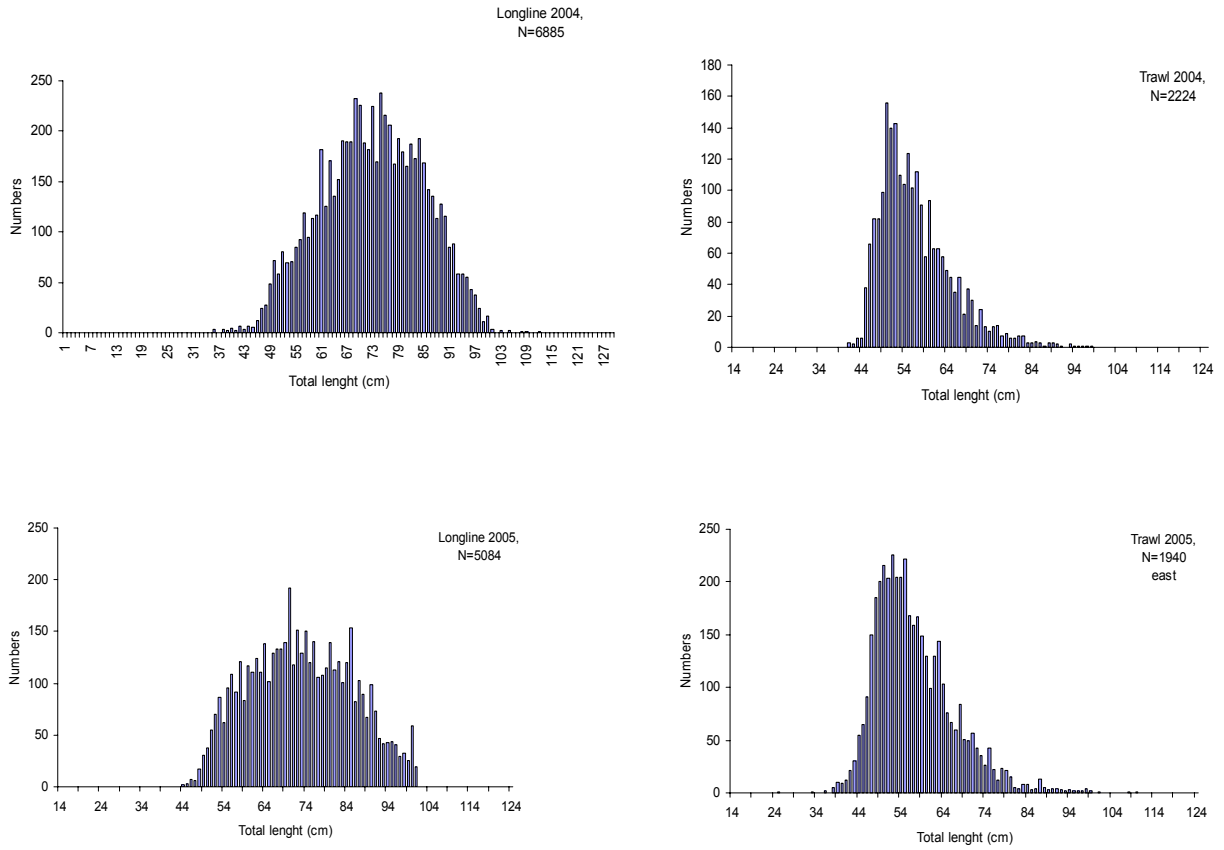 Longline 2004,
N=6885
250
200
150
100
50
0
Numbers
1 7 13 19 25 31 37 43 49 55 61 67 73 79 85 91 97 103 109 115 121 127
Total lenght (cm)
Trawl 2004,
N=2224
180
160
140
120
100
80
60
40
20
0
Numbers
14 24 34 44 54 64 74 84 94 104 114 124
Total lenght (cm)
Longline 2005,
N=5084
250
200
150
100
50
0
Numbers
14 24 34 44 54 64 74 84 94 104 114 124
Total lenght (cm)
Trawl 2005,
N=1940
east
250
200
150
100
50
0
Numbers
14 24 34 44 54 64 74 84 94 104 114 124
Total lenght (cm)